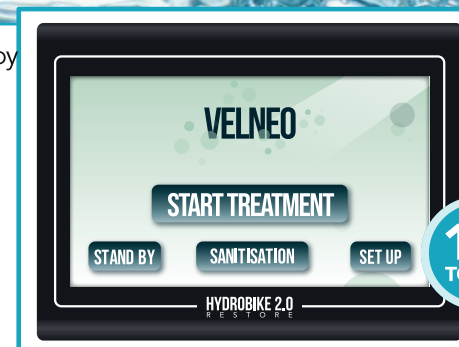 VELNEO
START TREATMENT
STAND BY SANITISATION SET UP
HYDROBIKE 2.0
RESTORE